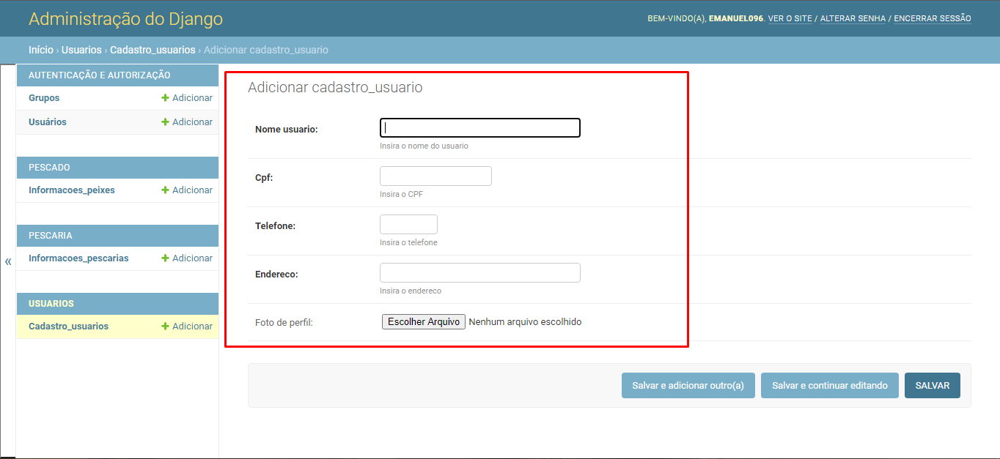 Administração do Django
BEM-VINDO(A), EMANUEL096. VER O SITE / ALTERAR SENHA / ENCERRAR SESSÃO
Início › Usuarios › Cadastro_usuarios › Adicionar cadastro_usuario
AUTENTICAÇÃO E AUTORIZAÇÃO
Grupos + Adicionar
Usuários + Adicionar
PESCADO
Informacoes_peixes + Adicionar
PESCARIA
Informacoes_pescarias + Adicionar
USUARIOS
Cadastro_usuarios + Adicionar
«
Adicionar cadastro_usuario
Nome usuario:
Insira o nome do usuario
Cpf:
Insira o CPF
Telefone:
Insira o telefone
Endereco:
Insira o endereco
Foto de perfil: Escolher Arquivo Nenhum arquivo escolhido
Salvar e adicionar outro(a) Salvar e continuar editando SALVAR